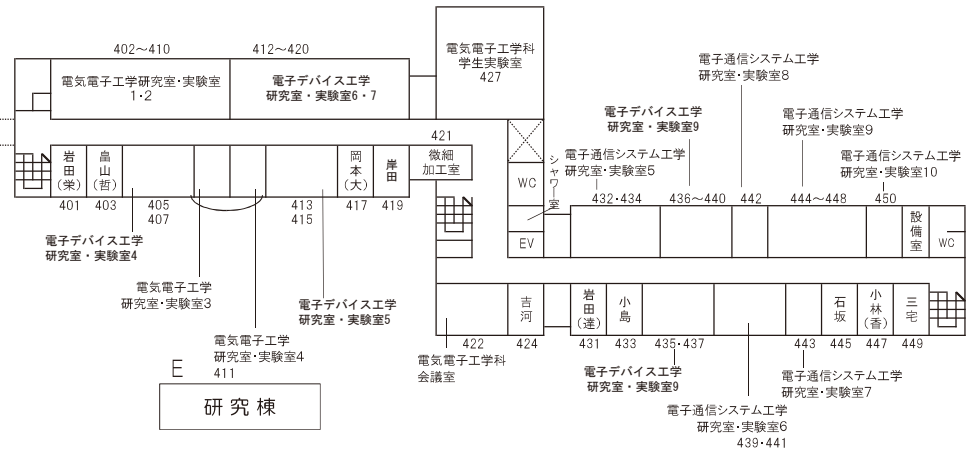 402～410
412～420
電気電子工学研究室・実験室
1・2
電子デバイス工学
研究室・実験室6・7
電気電子工学科
学生実験室
427
電子通信システム工学
研究室・実験室8
電子デバイス工学
研究室・実験室9
電子通信システム工学
研究室・実験室9
電子通信システム工学
研究室・実験室5
電子通信システム工学
研究室・実験室10
421
微細
加工室
岩田(栄)
畠山(哲)
岡本(大)
岸田
401
403
405
407
413
415
417
419
WC
シャワー室
EV
432・434
436～440
442
444～448
450
設備室
WC
電子デバイス工学
研究室・実験室4
電気電子工学
研究室・実験室3
電子デバイス工学
研究室・実験室5
電気電子工学
研究室・実験室4
411
吉河
岩田(達)
小島
石坂
小林(香)
三宅
422
424
431
433
435・437
443
445
447
449
電気電子工学科
会議室
電子デバイス工学
研究室・実験室9
電子通信システム工学
研究室・実験室7
電子通信システム工学
研究室・実験室6
439・441
E
研究棟